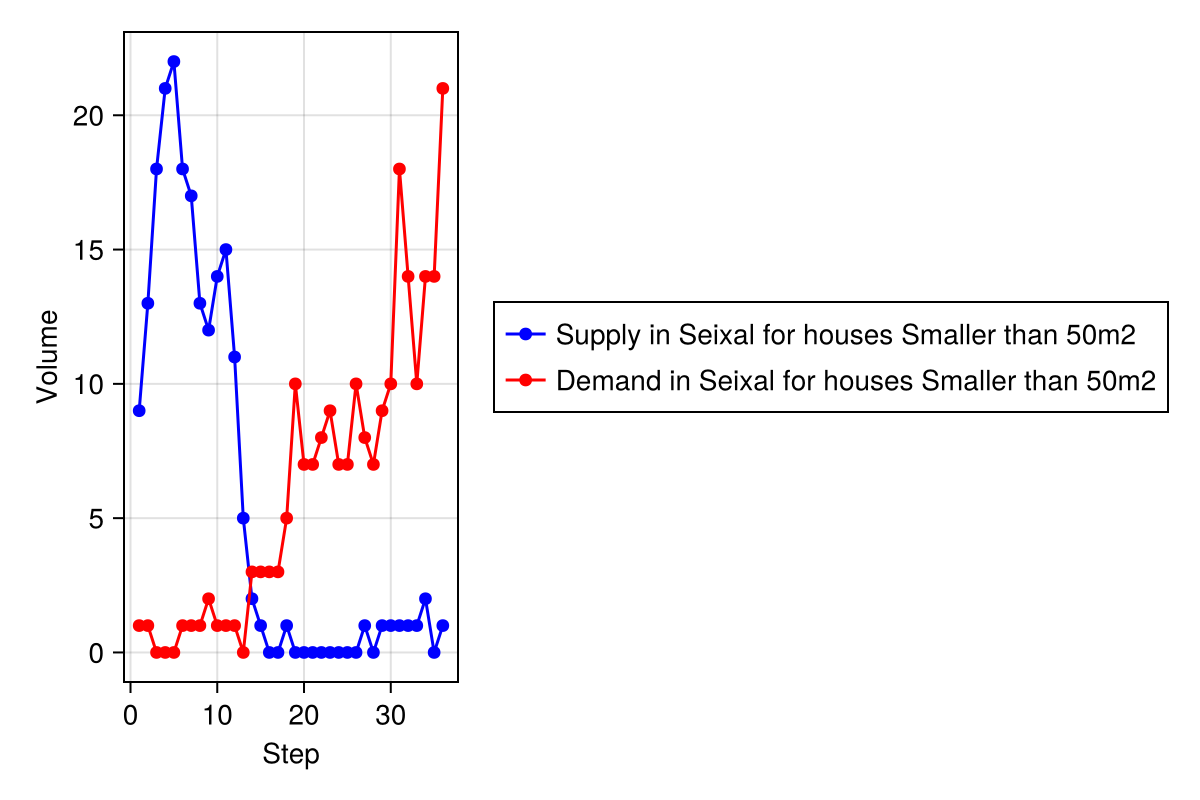 20
15
10
5
0
Volume
0 10 20 30
Step
Supply in Seixal for houses Smaller than 50m2
Demand in Seixal for houses Smaller than 50m2